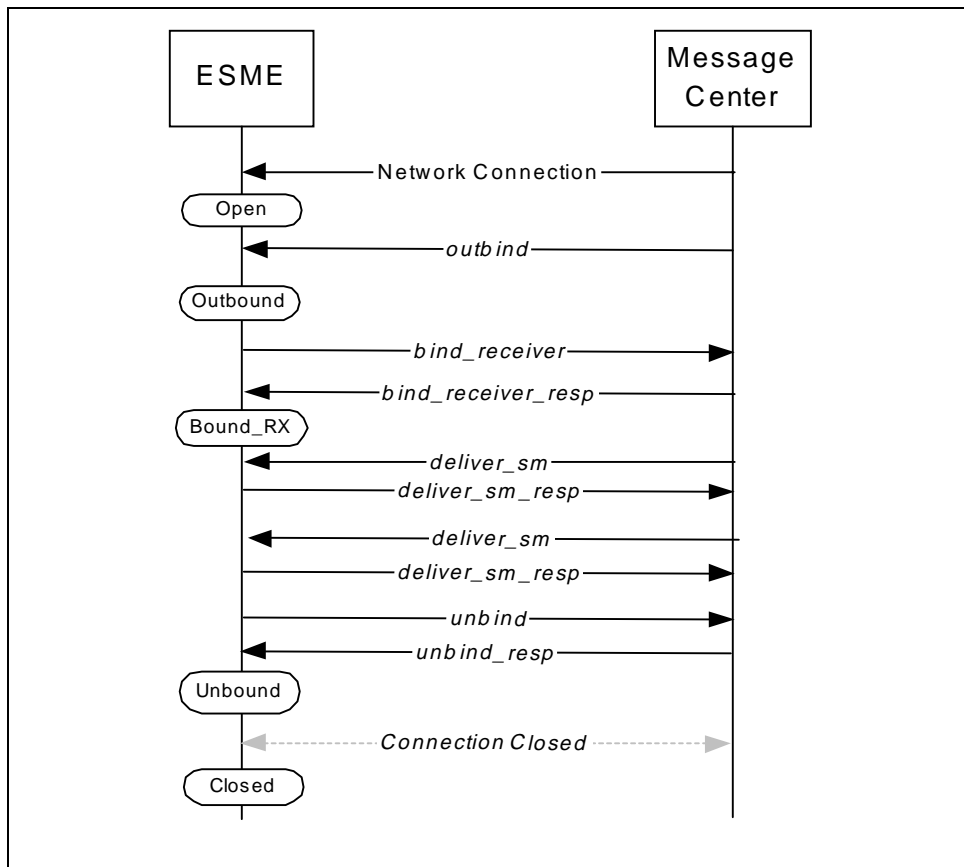 ESME
Message
Center
Network Connection
Open
outbind
Outbound
bind_receiver
bind_receiver_resp
Bound_RX
deliver_sm
deliver_sm_resp
deliver_sm
deliver_sm_resp
unbind
unbind_resp
Unbound
Connection Closed
Closed